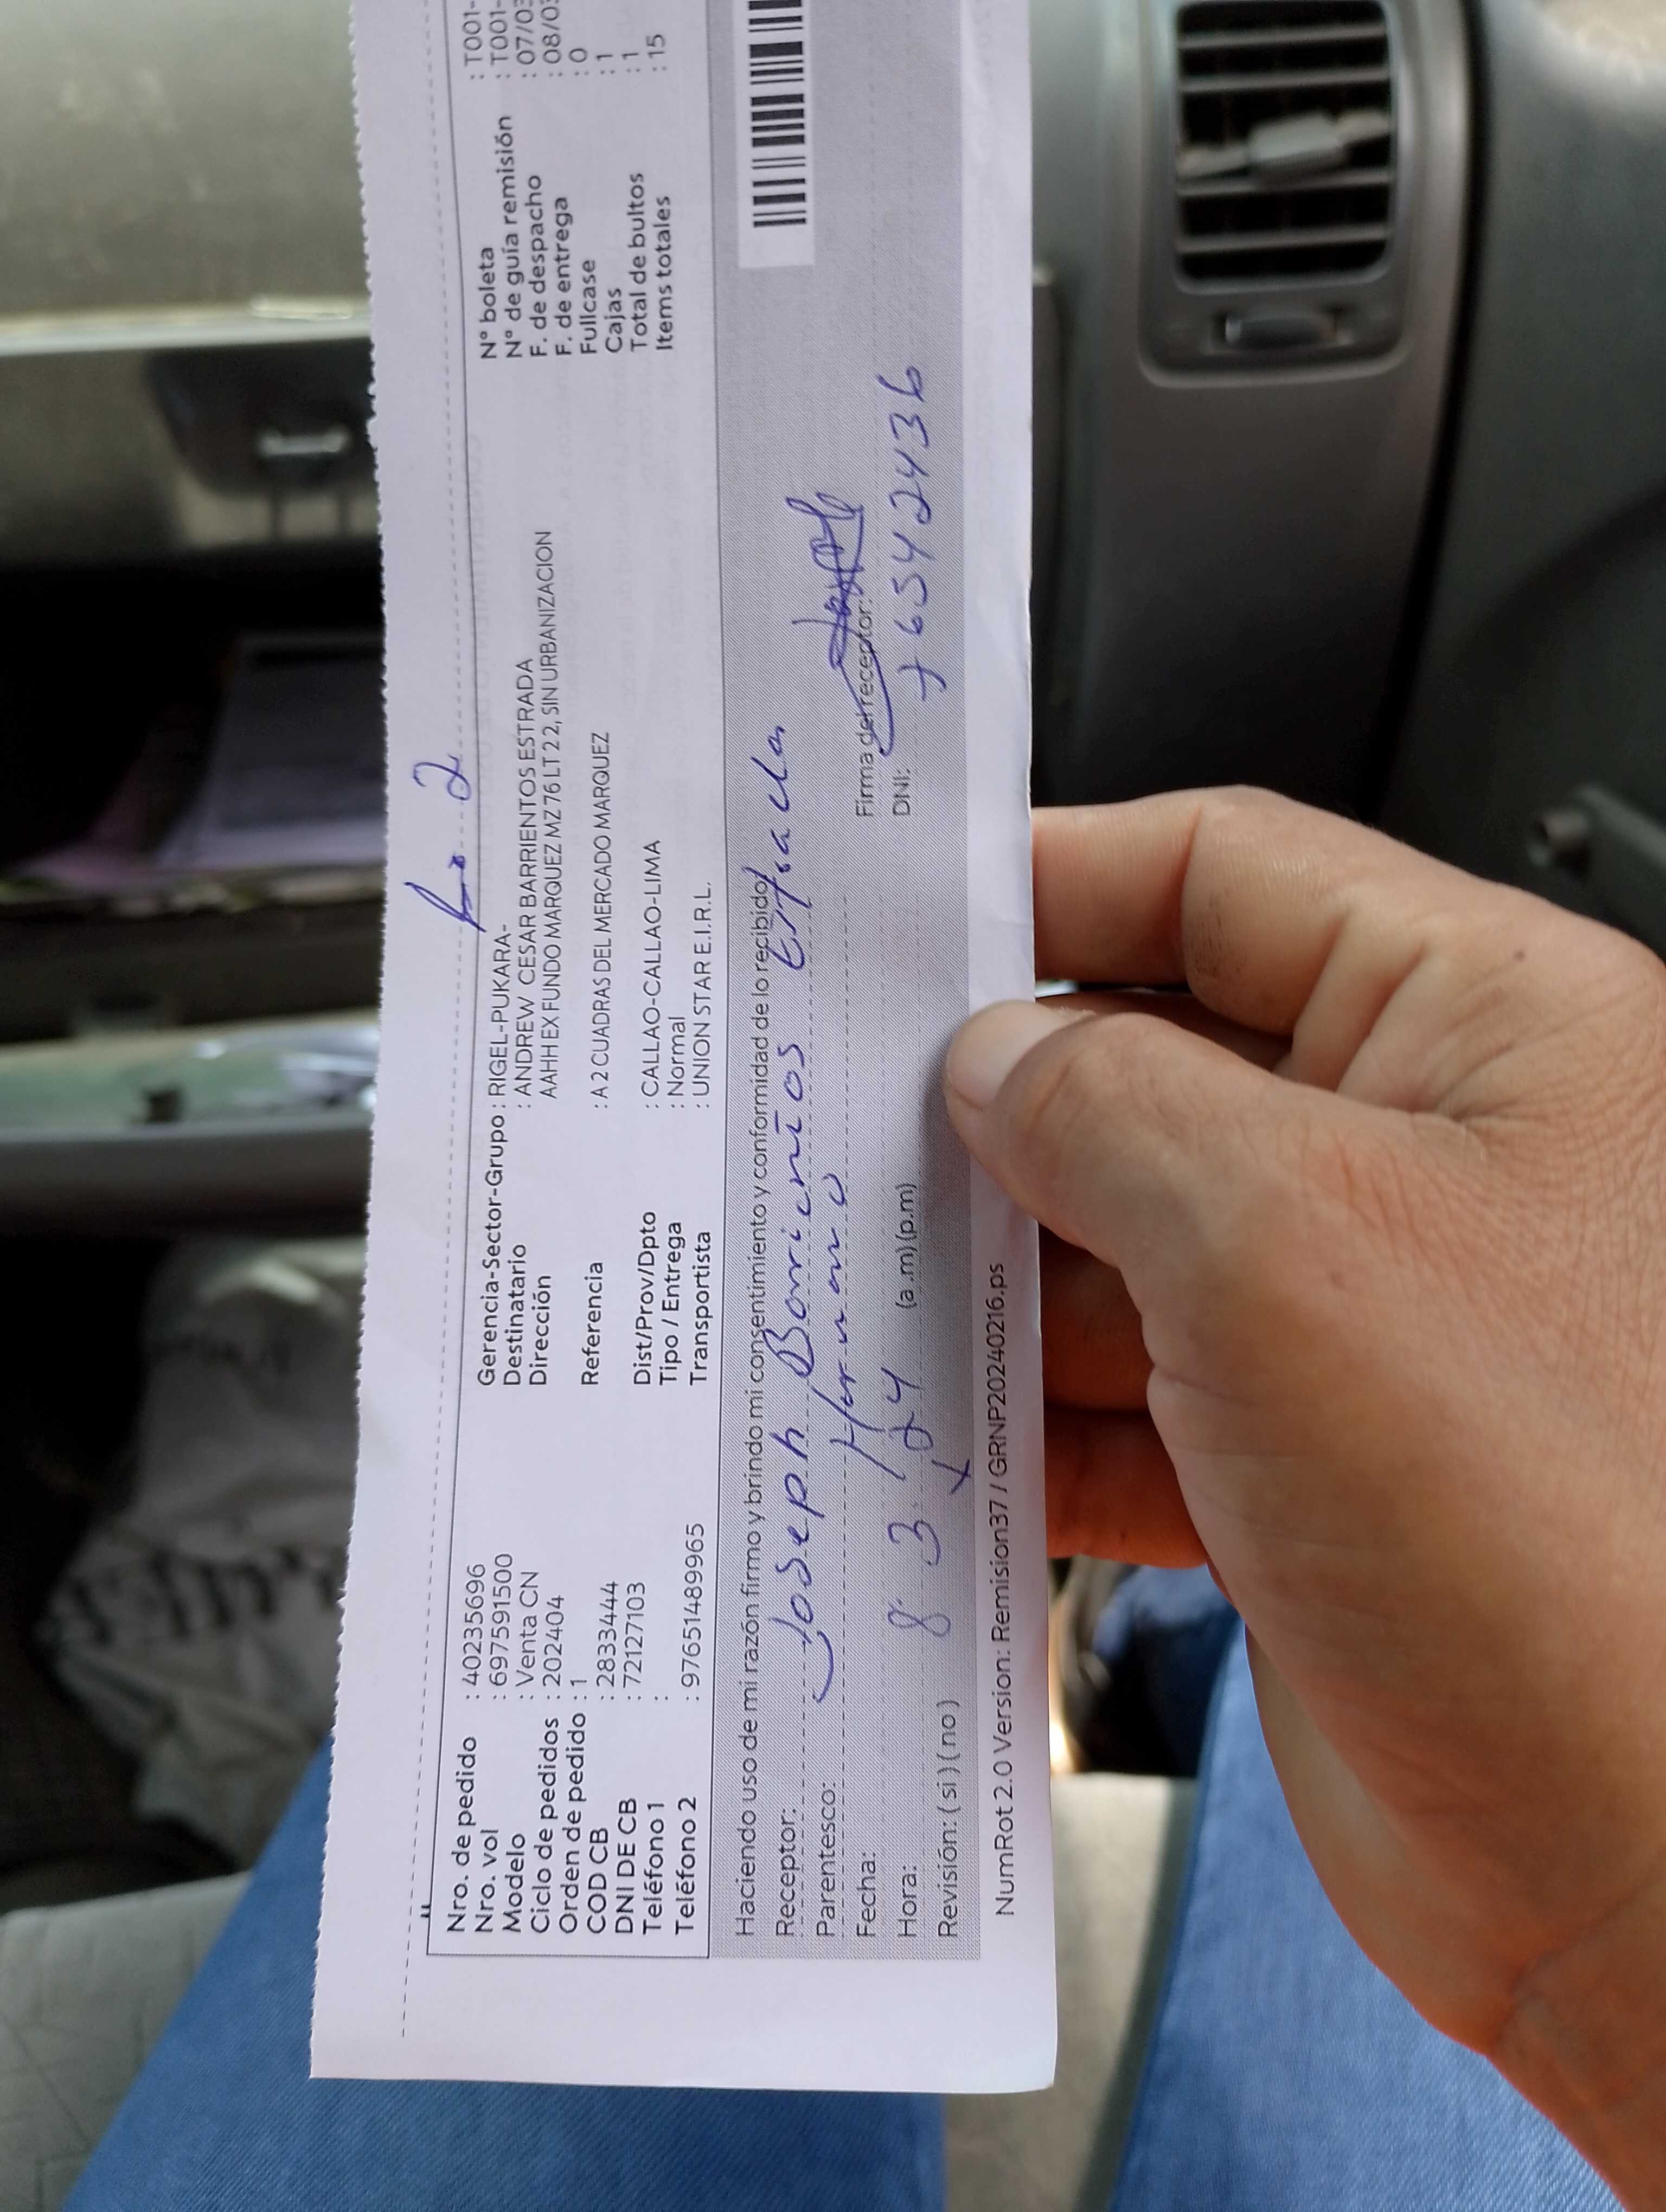 Nro. de pedido : 40235696
Nro. vol : 697591500
Modelo : Venta CN
Ciclo de pedidos : 202404
Orden de pedido : 1
COD CB : 2833444
DNI DE CB : 72127103
Teléfono 1 :
Teléfono 2 : 97651489965
Gerencia-Sector-Grupo : RIGEL-PUKARA-
Destinatario : ANDREW CESAR BARRIENTOS ESTRADA
Dirección AAHH EX FUNDO MARQUEZ MZ 76 LT 22, SIN URBANIZACION
Referencia : A 2 CUADRAS DEL MERCADO MARQUEZ
Dist/Prov/Dpto : CALLAO-CALLAO-LIMA
Tipo / Entrega : Normal
Transportista : UNION STAR E.I.R.L.
N° boleta : T001-
N° de guía remisión : T001-
F. de despacho : 07/03
F. de entrega : 08/03
Fullcase : 0
Cajas : 1
Total de bultos : 1
Items totales : 15
Haciendo uso de mi razón firmo y brindo mi consentimiento y conformidad de lo recibido.
Receptor: Joseph Barrientos Estrada
Parentesco: Hermano
Fecha: 8 3 24
Firma del receptor:
Hora: (a.m) (p.m)
DNI: 76542436
Revisión: ( si ) ( no )
NumRot 2.0 Version: Remision37 / GRNP20240216.ps